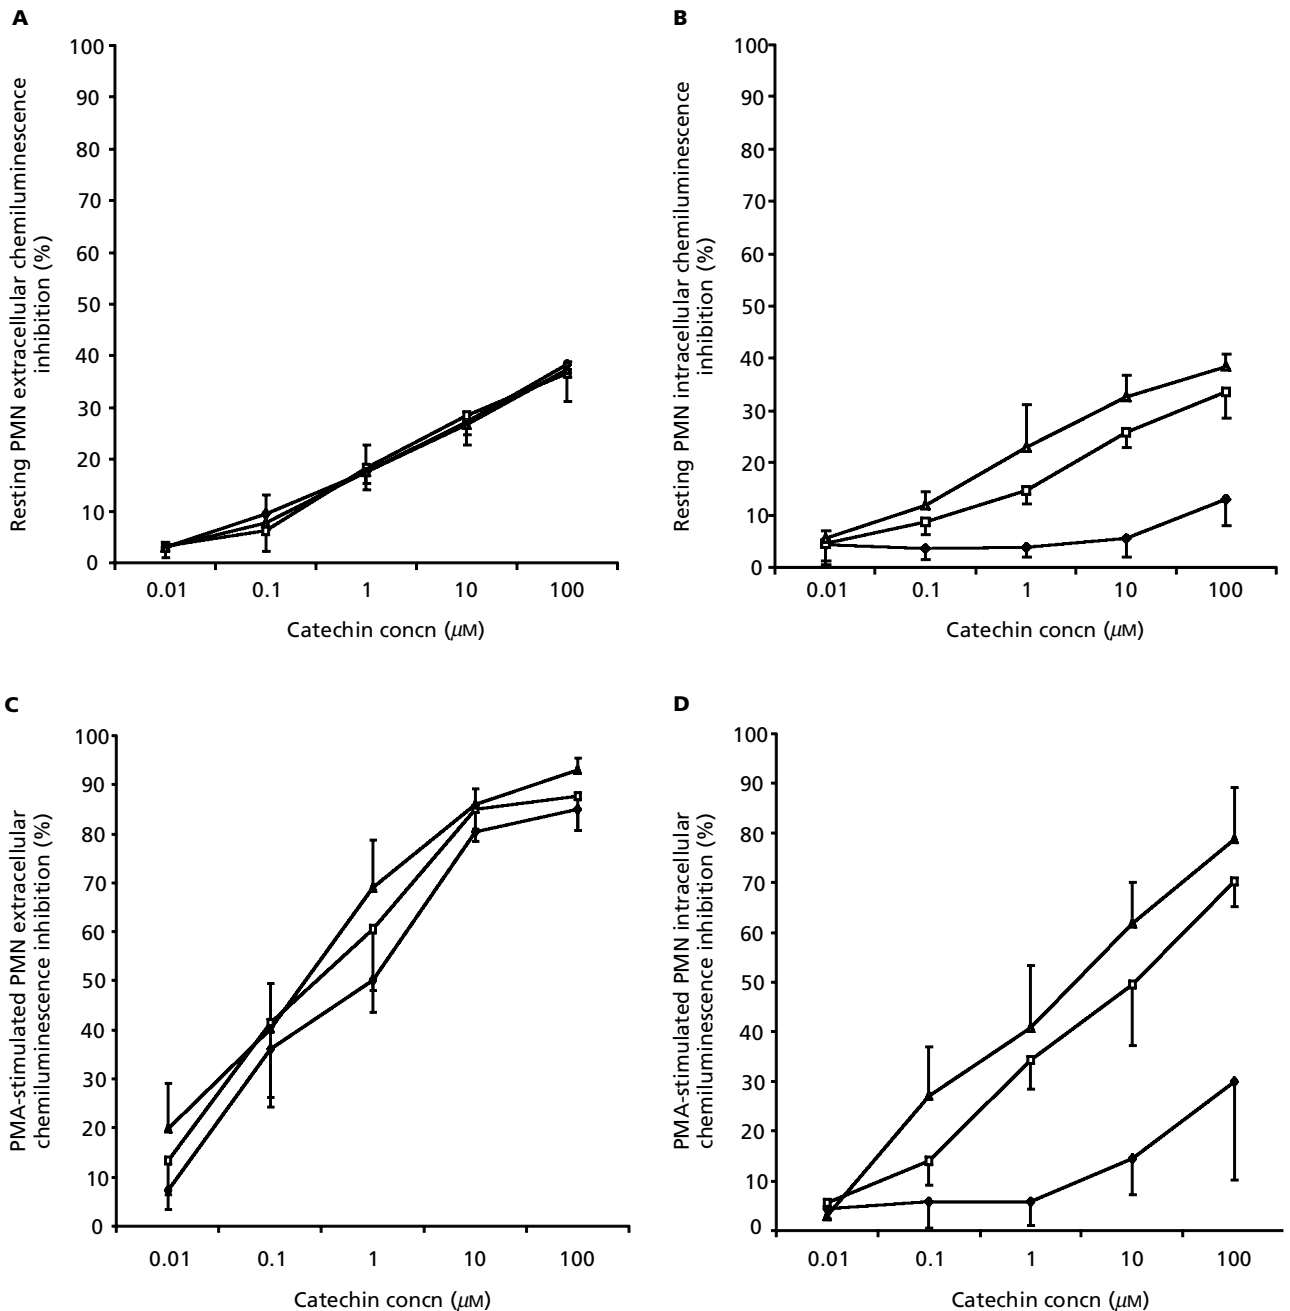 A
Resting PMN extracellular chemiluminescence
inhibition (%)
100
90
80
70
60
50
40
30
20
10
0
0.01 0.1 1 10 100
Catechin concn (μM)
B
Resting PMN intracellular chemiluminescence
inhibition (%)
100
90
80
70
60
50
40
30
20
10
0
0.01 0.1 1 10 100
Catechin concn (μM)
C
PMA-stimulated PMN extracellular
chemiluminescence inhibition (%)
100
90
80
70
60
50
40
30
20
10
0
0.01 0.1 1 10 100
Catechin concn (μM)
D
PMA-stimulated PMN intracellular
chemiluminescence inhibition (%)
100
90
80
70
60
50
40
30
20
10
0
0.01 0.1 1 10 100
Catechin concn (μM)